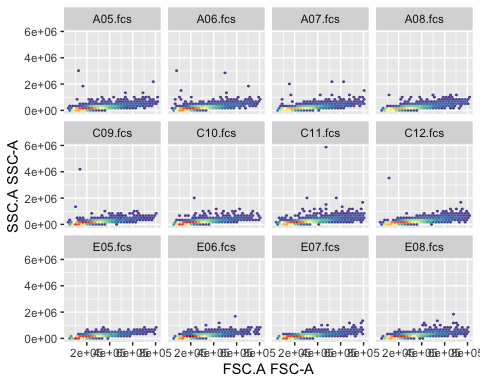 A05.fcs A06.fcs A07.fcs A08.fcs
6e+06
4e+06
2e+06
0e+00
C09.fcs C10.fcs C11.fcs C12.fcs
6e+06
4e+06
2e+06
0e+00
E05.fcs E06.fcs E07.fcs E08.fcs
6e+06
4e+06
2e+06
0e+00
SSC.A SSC-A
FSC.A FSC-A